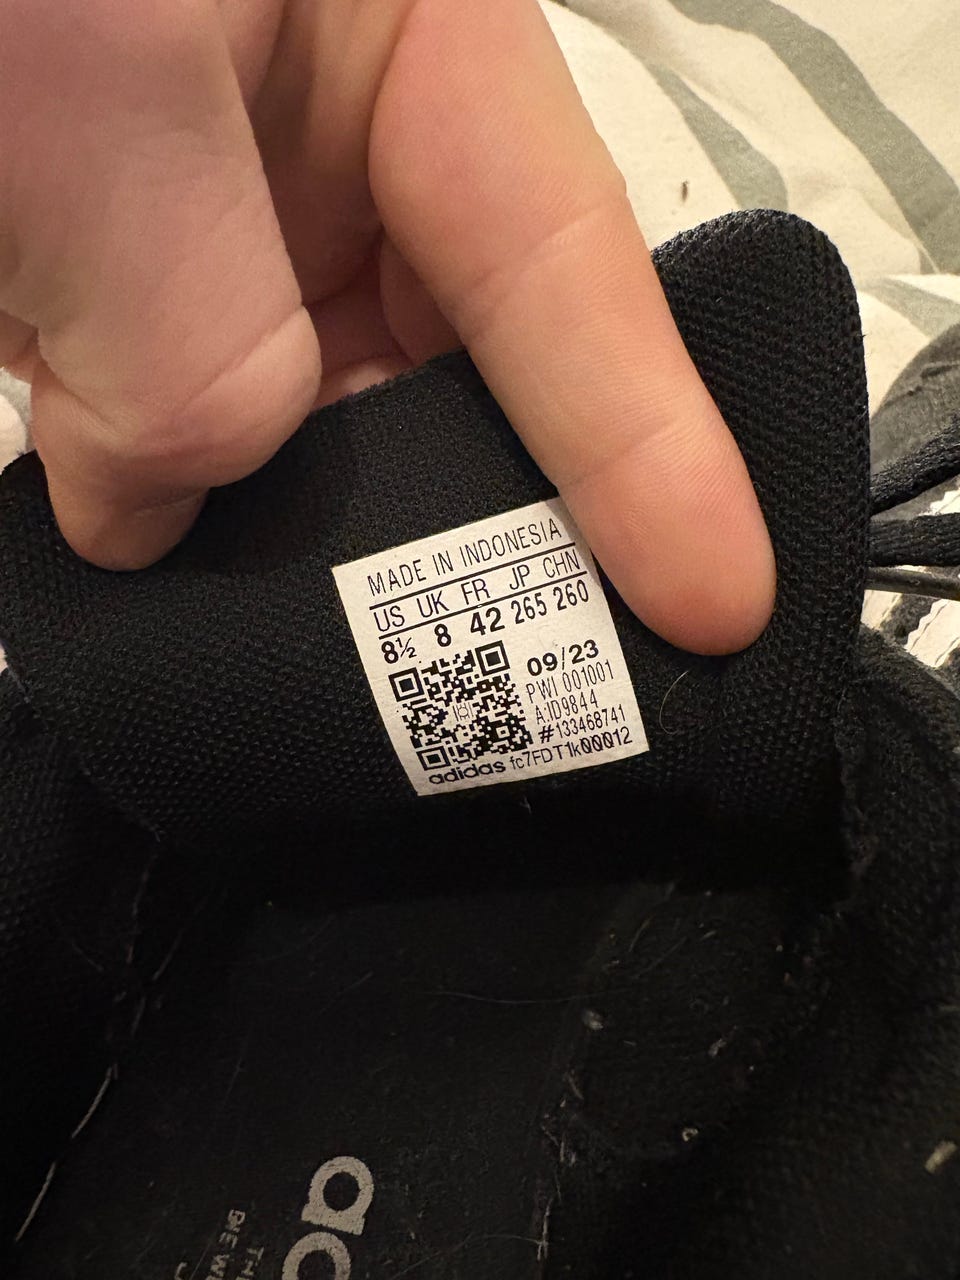 MADE IN INDONESIA
US UK FR JP CHN
8½ 8 42 265 260
09/23
PWI 001001
A.ID9844
#133468741
adidas fc7FDT1k00012